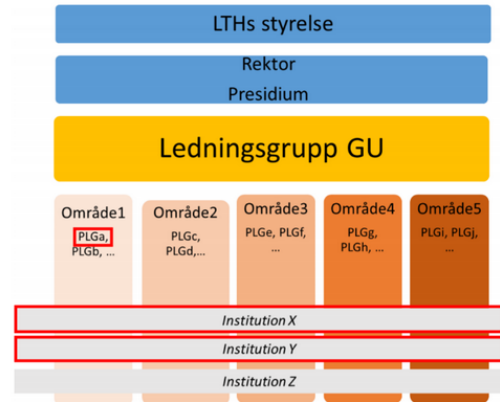 LTHs styrelse
Rektor
Presidium
Ledningsgrupp GU
Område1
PLGa,
PLGb, ...
Område2
PLGc,
PLGd,...
Område3
PLGe, PLGf,
...
Område4
PLGg,
PLGh, ...
Område5
PLGi, PLGj,
...
Institution X
Institution Y
Institution Z